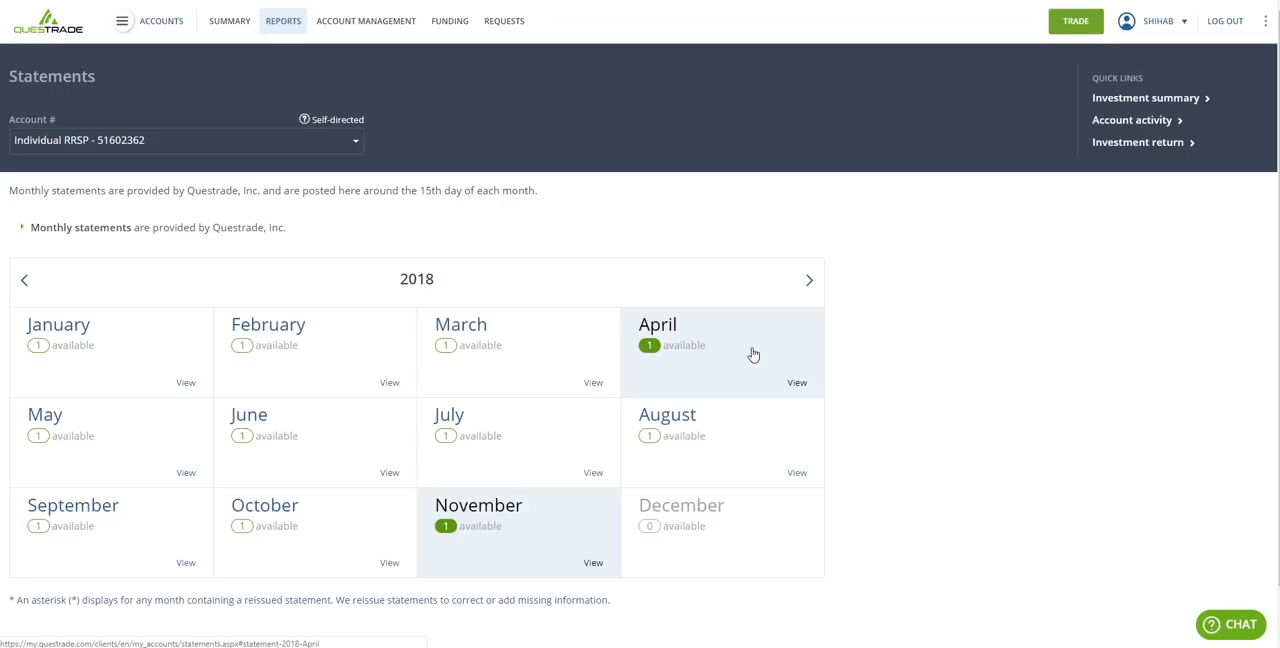 QUESTRADE
ACCOUNTS SUMMARY REPORTS ACCOUNT MANAGEMENT FUNDING REQUESTS TRADE SHIHAB LOG OUT
Statements
QUICK LINKS
Investment summary
Account activity
Investment return
Account # Self-directed
Individual RRSP - 51602362
Monthly statements are provided by Questrade, Inc. and are posted here around the 15th day of each month.
Monthly statements are provided by Questrade, Inc.
2018
January February March April
1 available 1 available 1 available 1 available
View View View View
May June July August
1 available 1 available 1 available 1 available
View View View View
September October November December
1 available 1 available 1 available 0 available
View View View
* An asterisk (*) displays for any month containing a reissued statement. We reissue statements to correct or add missing information.
CHAT
https://my.questrade.com/clients/en/my_accounts/statements.aspx#statement-2018-April